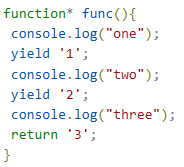 function* func(){
 console.log("one");
 yield '1';
 console.log("two");
 yield '2';
 console.log("three");
 return '3';
}